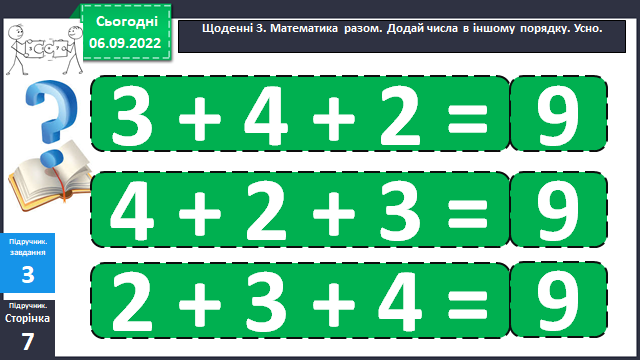 Сьогодні
06.09.2022
Щоденні 3. Математика разом. Додай числа в іншому порядку. Усно.
3 + 4 + 2 = 9
4 + 2 + 3 = 9
2 + 3 + 4 = 9
Підручник.
завдання
3
Підручник.
Сторінка
7